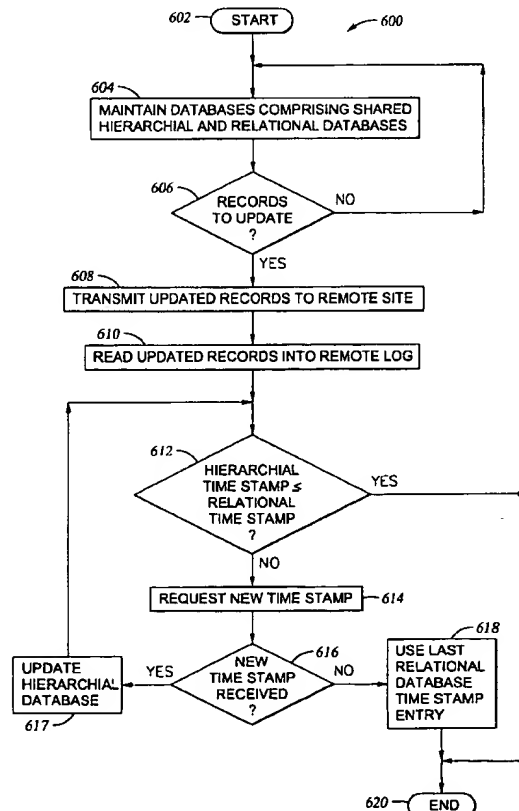 602
START
600
604
MAINTAIN DATABASES COMPRISING SHARED
HIERARCHIAL AND RELATIONAL DATABASES
606
RECORDS
TO UPDATE
?
NO
YES
608
TRANSMIT UPDATED RECORDS TO REMOTE SITE
610
READ UPDATED RECORDS INTO REMOTE LOG
612
HIERARCHIAL
TIME STAMP ≤
RELATIONAL
TIME STAMP
?
YES
NO
REQUEST NEW TIME STAMP
614
616
NEW
TIME STAMP
RECEIVED
?
YES
NO
UPDATE
HIERARCHIAL
DATABASE
617
618
USE LAST
RELATIONAL
DATABASE
TIME STAMP
ENTRY
620
END